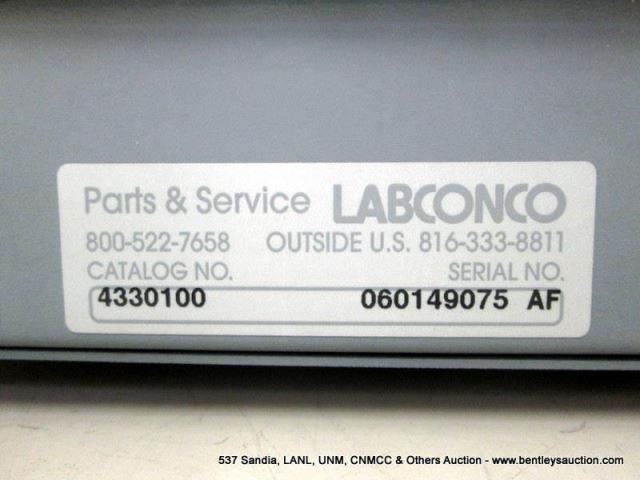 Parts & Service LABCONCO
800-522-7658 OUTSIDE U.S. 816-333-8811
CATALOG NO. SERIAL NO.
4330100 060149075 AF
537 Sandia, LANL, UNM, CNMCC & Others Auction - www.bentleysauction.com